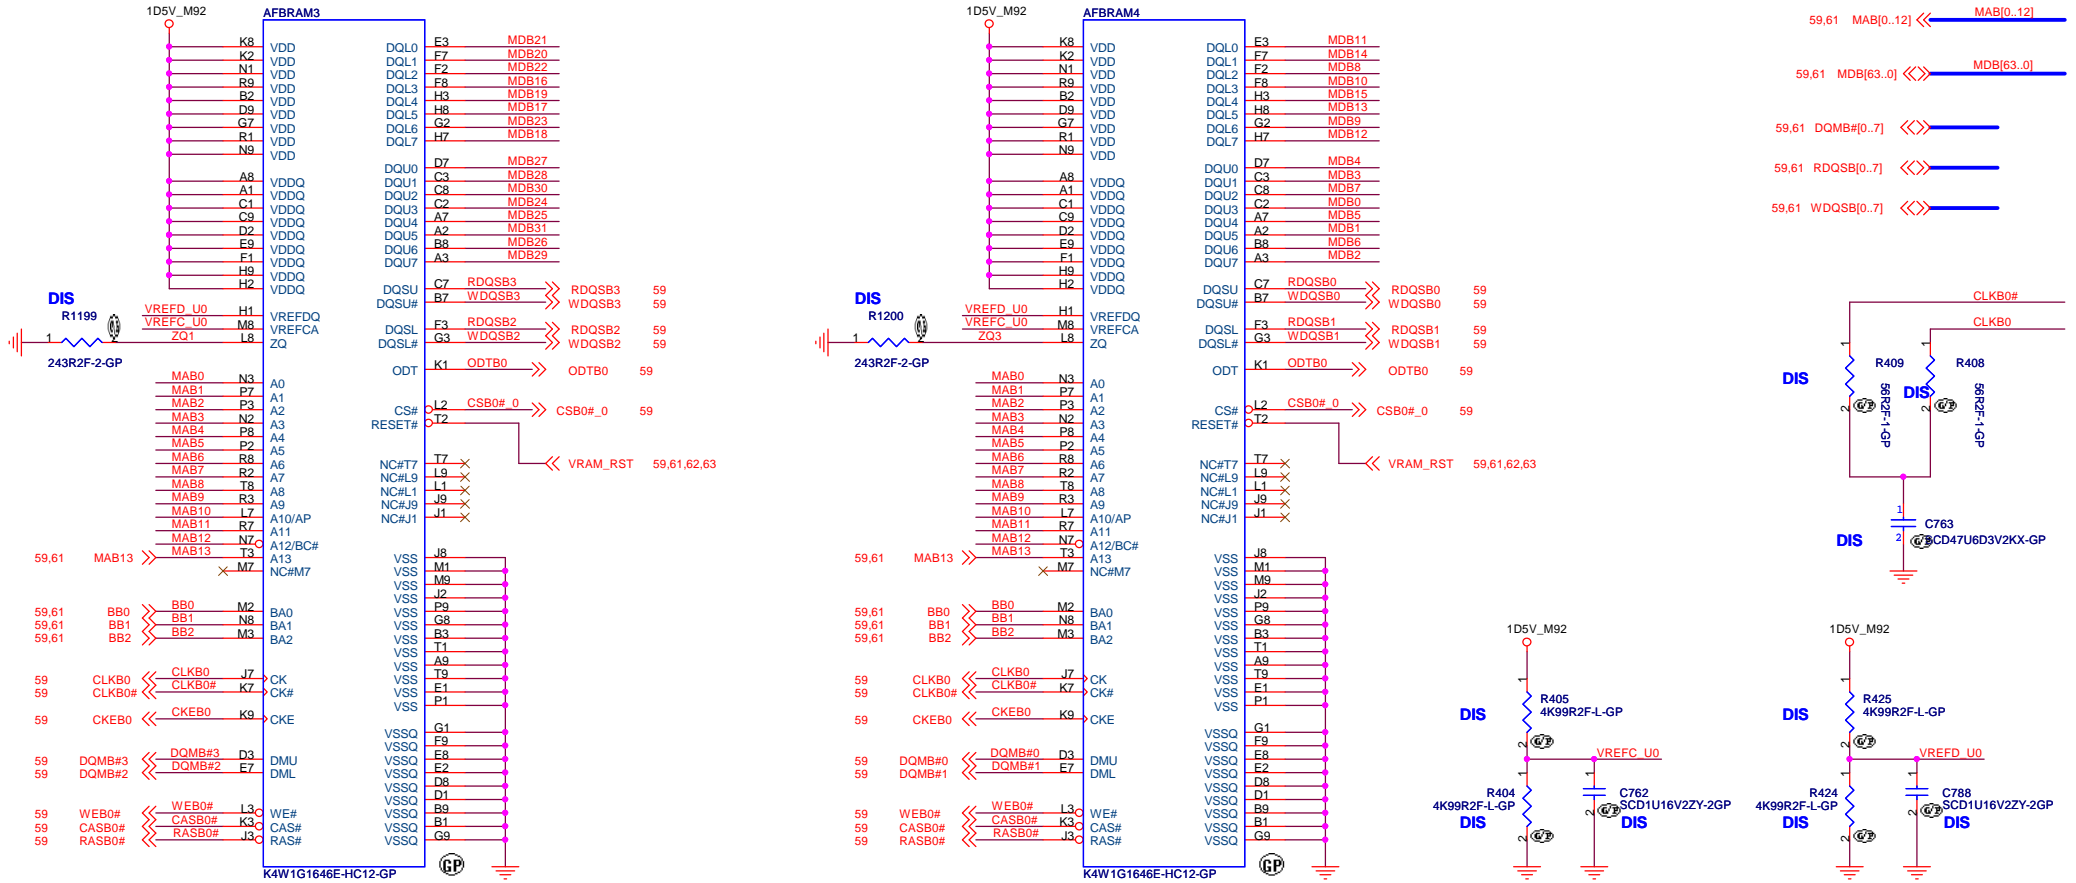 1D5V_M92
AFBRAM3
K8 VDD DQL0 E3 MDB21
K2 VDD DQL1 F7 MDB20
N1 VDD DQL2 F2 MDB22
R9 VDD DQL3 F8 MDB16
B2 VDD DQL4 H3 MDB19
D9 VDD DQL5 H8 MDB17
G7 VDD DQL6 G2 MDB23
R1 VDD DQL7 H7 MDB18
N9 VDD
DQU0 D7 MDB27
A8 VDDQ DQU1 C3 MDB28
A1 VDDQ DQU2 C8 MDB30
C1 VDDQ DQU3 C2 MDB24
C9 VDDQ DQU4 A7 MDB25
D2 VDDQ DQU5 A2 MDB31
E9 VDDQ DQU6 B8 MDB26
F1 VDDQ DQU7 A3 MDB29
H9 VDDQ
H2 VDDQ DQSU C7 RDQSB3 RDQSB3 59
DQSU# B7 WDQSB3 WDQSB3 59
DIS
R1199
VREFD_U0 H1 VREFDQ
VREFC_U0 M8 VREFCA DQSL F3 RDQSB2 RDQSB2 59
1 2 ZQ1 L8 ZQ DQSL# G3 WDQSB2 WDQSB2 59
243R2F-2-GP
ODT K1 ODTB0 ODTB0 59
MAB0 N3 A0
MAB1 P7 A1
MAB2 P3 A2 CS# L2 CSB0#_0 CSB0#_0 59
MAB3 N2 A3 RESET# T2
MAB4 P8 A4
MAB5 P2 A5
MAB6 R8 A6 NC#T7 T7 VRAM_RST 59,61,62,63
MAB7 R2 A7 NC#L9 L9
MAB8 T8 A8 NC#L1 L1
MAB9 R3 A9 NC#J9 J9
MAB10 L7 A10/AP NC#J1 J1
MAB11 R7 A11
MAB12 N7 A12/BC#
59,61 MAB13 MAB13 T3 A13 VSS J8
M7 NC#M7 VSS M1
VSS M9
VSS J2
59,61 BB0 BB0 M2 BA0 VSS P9
59,61 BB1 BB1 N8 BA1 VSS G8
59,61 BB2 BB2 M3 BA2 VSS B3
VSS T1
VSS A9
59 CLKB0 CLKB0 J7 CK VSS T9
59 CLKB0# CLKB0# K7 CK# VSS E1
VSS P1
59 CKEB0 CKEB0 K9 CKE
VSSQ G1
VSSQ F9
59 DQMB#3 DQMB#3 D3 DMU VSSQ E8
59 DQMB#2 DQMB#2 E7 DML VSSQ E2
VSSQ D8
VSSQ D1
59 WEB0# WEB0# L3 WE# VSSQ B9
59 CASB0# CASB0# K3 CAS# VSSQ B1
59 RASB0# RASB0# J3 RAS# VSSQ G9
GP
K4W1G1646E-HC12-GP
1D5V_M92
AFBRAM4
K8 VDD DQL0 E3 MDB11
K2 VDD DQL1 F7 MDB14
N1 VDD DQL2 F2 MDB8
R9 VDD DQL3 F8 MDB10
B2 VDD DQL4 H3 MDB15
D9 VDD DQL5 H8 MDB13
G7 VDD DQL6 G2 MDB9
R1 VDD DQL7 H7 MDB12
N9 VDD
DQU0 D7 MDB4
A8 VDDQ DQU1 C3 MDB3
A1 VDDQ DQU2 C8 MDB7
C1 VDDQ DQU3 C2 MDB0
C9 VDDQ DQU4 A7 MDB5
D2 VDDQ DQU5 A2 MDB1
E9 VDDQ DQU6 B8 MDB6
F1 VDDQ DQU7 A3 MDB2
H9 VDDQ
H2 VDDQ DQSU C7 RDQSB0 RDQSB0 59
DQSU# B7 WDQSB0 WDQSB0 59
DIS
R1200
VREFD_U0 H1 VREFDQ
VREFC_U0 M8 VREFCA DQSL F3 RDQSB1 RDQSB1 59
1 2 ZQ3 L8 ZQ DQSL# G3 WDQSB1 WDQSB1 59
243R2F-2-GP
ODT K1 ODTB0 ODTB0 59
MAB0 N3 A0
MAB1 P7 A1
MAB2 P3 A2 CS# L2 CSB0#_0 CSB0#_0 59
MAB3 N2 A3 RESET# T2
MAB4 P8 A4
MAB5 P2 A5
MAB6 R8 A6 NC#T7 T7 VRAM_RST 59,61,62,63
MAB7 R2 A7 NC#L9 L9
MAB8 T8 A8 NC#L1 L1
MAB9 R3 A9 NC#J9 J9
MAB10 L7 A10/AP NC#J1 J1
MAB11 R7 A11
MAB12 N7 A12/BC#
59,61 MAB13 MAB13 T3 A13 VSS J8
M7 NC#M7 VSS M1
VSS M9
VSS J2
59,61 BB0 BB0 M2 BA0 VSS P9
59,61 BB1 BB1 N8 BA1 VSS G8
59,61 BB2 BB2 M3 BA2 VSS B3
VSS T1
VSS A9
59 CLKB0 CLKB0 J7 CK VSS T9
59 CLKB0# CLKB0# K7 CK# VSS E1
VSS P1
59 CKEB0 CKEB0 K9 CKE
VSSQ G1
VSSQ F9
59 DQMB#0 DQMB#0 D3 DMU VSSQ E8
59 DQMB#1 DQMB#1 E7 DML VSSQ E2
VSSQ D8
VSSQ D1
59 WEB0# WEB0# L3 WE# VSSQ B9
59 CASB0# CASB0# K3 CAS# VSSQ B1
59 RASB0# RASB0# J3 RAS# VSSQ G9
GP
K4W1G1646E-HC12-GP
59,61 MAB[0..12] MAB[0..12]
59,61 MDB[63..0] MDB[63..0]
59,61 DQMB#[0..7]
59,61 RDQSB[0..7]
59,61 WDQSB[0..7]
CLKB0#
CLKB0
1 1
R409 R408
DIS DIS
56R2F-1-GP 56R2F-1-GP
2 2
1
C763
DIS
2 SCD47U6D3V2KX-GP
1D5V_M92
1
R405
DIS 4K99R2F-L-GP
2
VREFC_U0
1 1
R404 C762
4K99R2F-L-GP SCD1U16V2ZY-2GP
DIS DIS
2 2
1D5V_M92
1
R425
DIS 4K99R2F-L-GP
2
VREFD_U0
1 1
R424 C788
4K99R2F-L-GP SCD1U16V2ZY-2GP
DIS DIS
2 2